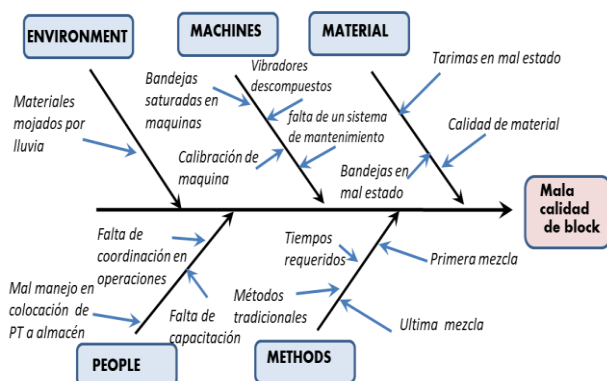 ENVIRONMENT
MACHINES
MATERIAL
Materiales
mojados por
lluvia
Bandejas
saturadas en
maquinas
Vibradores
descompuestos
Calibración de
maquina
falta de un sistema
de mantenimiento
Tarimas en mal
estado
Calidad de
material
Bandejas en
mal estado
Mala
calidad
de block
Falta de
coordinación en
operaciones
Mal manejo en
colocación de
PT a almacén
Falta de
capacitación
Tiempos
requeridos
Primera mezcla
Métodos
tradicionales
Ultima mezcla
PEOPLE
METHODS